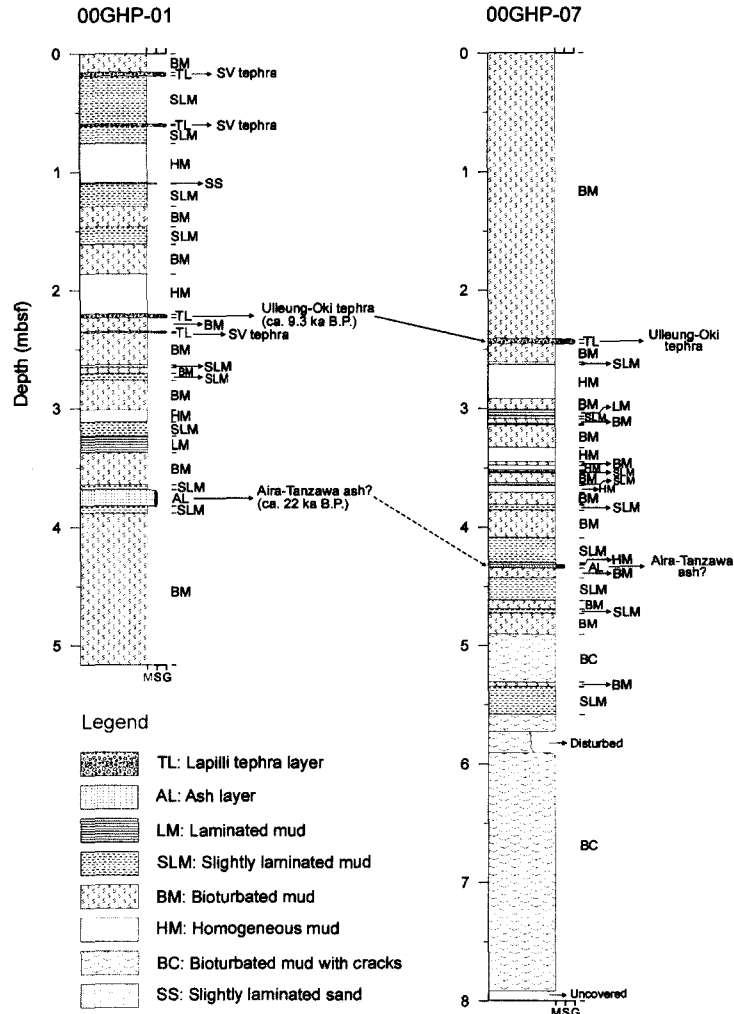 00GHP-01
0
BM
TL → SV tephra
SLM
TL → SV tephra
SLM
HM
1
SS
SLM
BM
SLM
BM
2
HM
TL
Ulleung-Oki tephra
(ca. 9.3 ka B.P.)
BM
TL
SV tephra
BM
SLM
BM
SLM
BM
3
HM
SLM
LM
BM
SLM
AL
Aira-Tanzawa ash?
(ca. 22 ka B.P.)
SLM
4
BM
5
MSG
Depth (mbsf)
00GHP-07
0
1
BM
2
TL
Ulleung-Oki
tephra
BM
SLM
HM
3
BM
LM
SLM
BM
BM
HM
BM
HM
SLM
BM
SLM
HM
BM
SLM
4
BM
SLM
HM
AL
Aira-Tanzawa
ash?
BM
SLM
BM
SLM
BM
5
BC
BM
SLM
Disturbed
6
BC
7
Uncovered
8
MSG
Legend
TL: Lapilli tephra layer
AL: Ash layer
LM: Laminated mud
SLM: Slightly laminated mud
BM: Bioturbated mud
HM: Homogeneous mud
BC: Bioturbated mud with cracks
SS: Slightly laminated sand